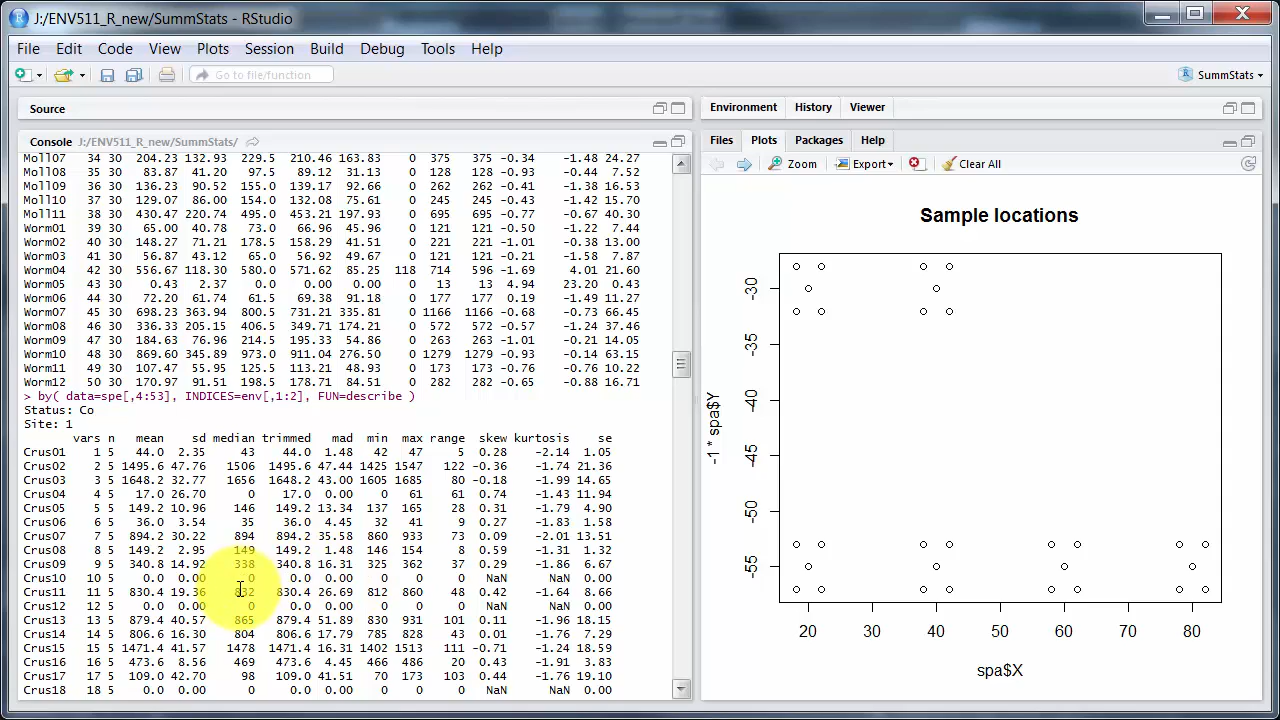 J:/ENV511_R_new/SummStats - RStudio
File Edit Code View Plots Session Build Debug Tools Help
Go to file/function
SummStats
Source
Console J:/ENV511_R_new/SummStats/
Moll07 34 30 204.23 132.93 229.5 210.46 163.83 0 375 375 -0.34 -1.48 24.27
Moll08 35 30 128 128 -0.93 -0.44 7.52
Moll09 36 30 136.23 90.52 155.0 139.17 92.66 0 262 262 -0.41 -1.38 16.53
Moll10 37 30 129.07 86.00 154.0 132.08 75.61 0 245 245 -0.43 -1.42 15.70
Moll11 38 30 430.47 220.74 495.0 453.21 197.93 0 695 695 -0.77 -0.67 40.30
Worm01 39 30 65.00 40.78 73.0 66.96 45.96 0 121 121 -0.50 -1.22 7.44
Worm02 40 30 148.27 71.21 178.5 158.29 41.51 0 221 221 -1.01 -0.38 13.00
Worm03 41 30 56.87 43.12 65.0 56.92 49.67 0 121 121 -0.21 -1.58 7.87
Worm04 42 30 556.67 118.30 580.0 571.62 85.25 118 714 596 -1.69 4.01 21.60
Worm05 43 30 0.43 2.37 0.0 0.00 0.00 0 13 13 4.94 23.20 0.43
Worm06 44 30 72.20 61.74 61.5 69.38 91.18 0 177 177 0.19 -1.49 11.27
Worm07 45 30 698.23 363.94 800.5 731.21 335.81 0 1166 1166 -0.68 -0.73 66.45
Worm08 46 30 336.33 205.15 406.5 349.71 174.21 0 572 572 -0.57 -1.24 37.46
Worm09 47 30 184.63 76.96 214.5 195.33 54.86 0 263 263 -1.01 -0.21 14.05
Worm10 48 30 869.60 345.89 973.0 911.04 276.50 0 1279 1279 -0.93 -0.14 63.15
Worm11 49 30 107.47 55.95 125.5 113.21 48.93 0 173 173 -0.76 -0.76 10.22
Worm12 50 30 170.97 91.51 198.5 178.71 84.51 0 282 282 -0.65 -0.88 16.71
> by( data=spe[,4:53], INDICES=env[,1:2], FUN=describe )
Status: Co
Site: 1
vars n mean sd median trimmed mad min max range skew kurtosis se
Crus01 1 5 44.0 2.35 43 44.0 1.48 42 47 5 0.28 -2.14 1.05
Crus02 2 5 1495.6 47.76 1506 1495.6 47.44 1425 1547 122 -0.36 -1.74 21.36
Crus03 3 5 1648.2 32.77 1656 1648.2 43.00 1605 1685 80 -0.18 -1.99 14.65
Crus04 4 5 17.0 26.70 0 17.0 0.00 0 61 61 0.74 -1.43 11.94
Crus05 5 5 149.2 10.96 146 149.2 13.34 137 165 28 0.31 -1.79 4.90
Crus06 6 5 36.0 3.54 35 36.0 4.45 32 41 9 0.27 -1.83 1.58
Crus07 7 5 894.2 30.22 894 894.2 35.58 860 933 73 0.09 -2.01 13.51
Crus08 8 5 149.2 2.95 149 149.2 1.48 146 154 8 0.59 -1.31 1.32
Crus09 9 5 340.8 14.92 338 340.8 16.31 325 362 37 0.29 -1.86 6.67
Crus10 10 5 0.0 0.00 0 0.0 0.00 0 0 0 NaN NaN 0.00
Crus11 11 5 830.4 19.36 832 830.4 26.69 812 860 48 0.42 -1.64 8.66
Crus12 12 5 0.0 0.00 0 0.0 0.00 0 0 0 NaN NaN 0.00
Crus13 13 5 879.4 40.57 865 879.4 51.89 830 931 101 0.11 -1.96 18.15
Crus14 14 5 806.6 16.30 804 806.6 17.79 785 828 43 0.01 -1.76 7.29
Crus15 15 5 1471.4 41.57 1478 1471.4 16.31 1402 1513 111 -0.71 -1.24 18.59
Crus16 16 5 473.6 8.56 469 473.6 4.45 466 486 20 0.43 -1.91 3.83
Crus17 17 5 109.0 42.70 98 109.0 41.51 70 173 103 0.44 -1.76 19.10
Crus18 18 5 0.0 0.00 0 0.0 0.00 0 0 0 NaN NaN 0.00
Environment History Viewer
Files Plots Packages Help
Zoom Export Clear All
Sample locations
-30
-35
-40
-45
-50
-55
-1 * spa$Y
20 30 40 50 60 70 80
spa$X